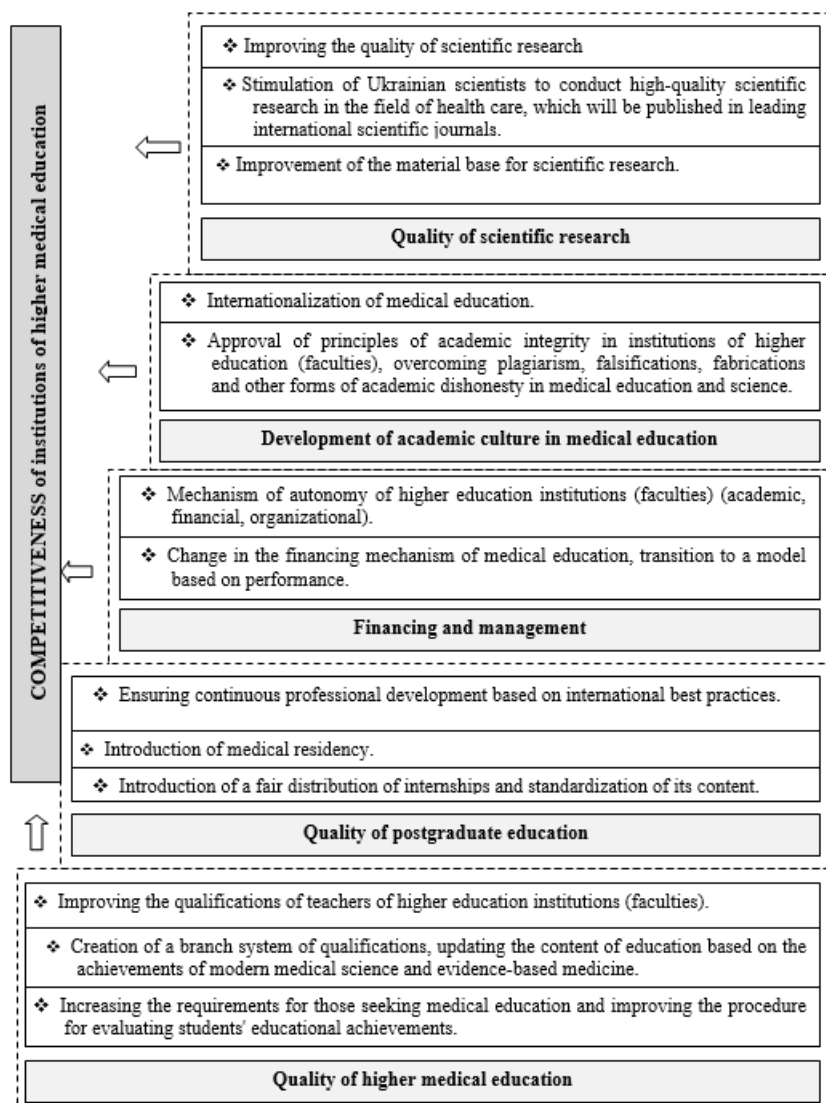 COMPETITIVENESS of institutions of higher medical education
❖ Improving the quality of scientific research
❖ Stimulation of Ukrainian scientists to conduct high-quality scientific
research in the field of health care, which will be published in leading
international scientific journals.
❖ Improvement of the material base for scientific research.
Quality of scientific research
❖ Internationalization of medical education.
❖ Approval of principles of academic integrity in institutions of higher
education (faculties), overcoming plagiarism, falsifications, fabrications
and other forms of academic dishonesty in medical education and science.
Development of academic culture in medical education
❖ Mechanism of autonomy of higher education institutions (faculties) (academic,
financial, organizational).
❖ Change in the financing mechanism of medical education, transition to a model
based on performance.
Financing and management
❖ Ensuring continuous professional development based on international best practices.
❖ Introduction of medical residency.
❖ Introduction of a fair distribution of internships and standardization of its content.
Quality of postgraduate education
❖ Improving the qualifications of teachers of higher education institutions (faculties).
❖ Creation of a branch system of qualifications, updating the content of education based on the
achievements of modern medical science and evidence-based medicine.
❖ Increasing the requirements for those seeking medical education and improving the procedure
for evaluating students' educational achievements.
Quality of higher medical education